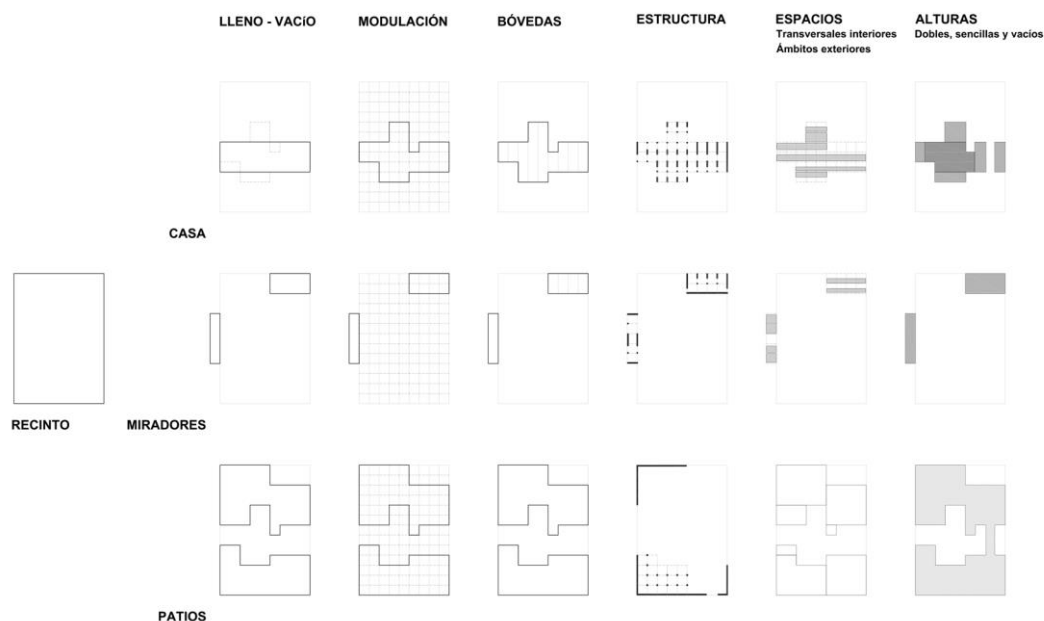 LLENO - VACíO
MODULACIÓN
BÓVEDAS
ESTRUCTURA
ESPACIOS
Transversales interiores
Ámbitos exteriores
ALTURAS
Dobles, sencillas y vacíos
CASA
RECINTO
MIRADORES
PATIOS